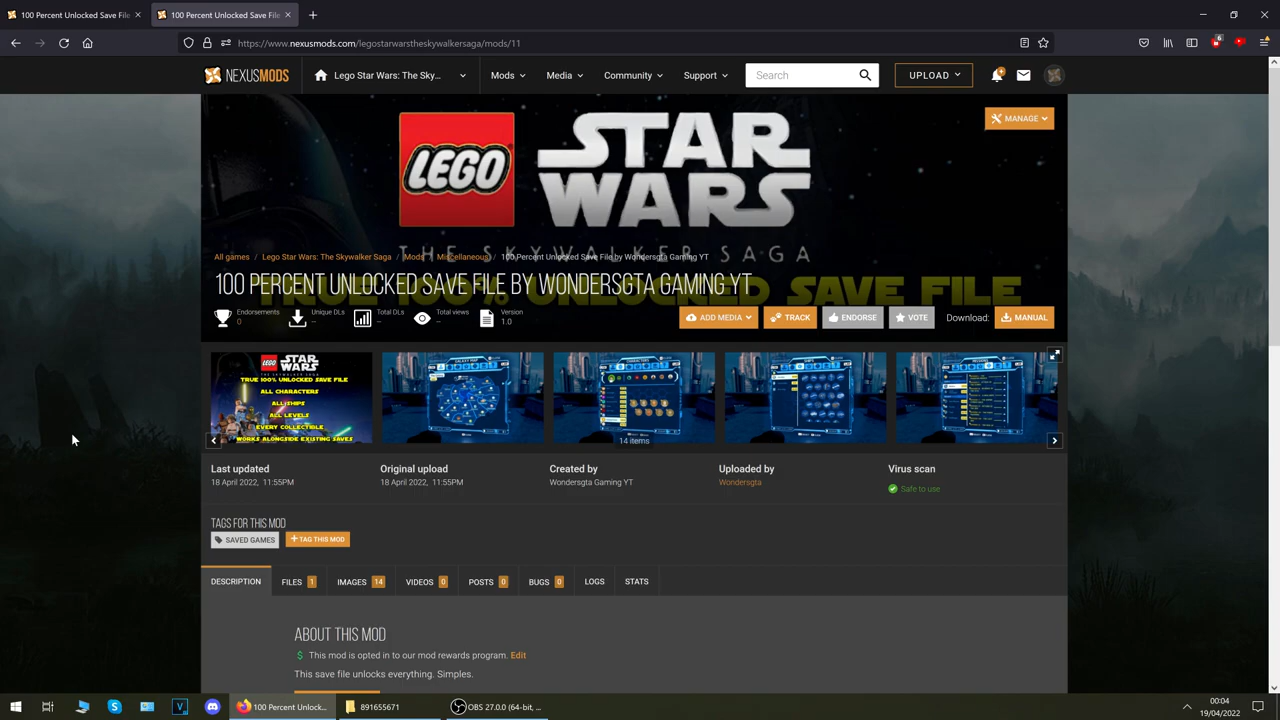 100 Percent Unlocked Save File
100 Percent Unlocked Save File
https://www.nexusmods.com/legostarwarstheskywalkersaga/mods/11
6
NEXUSMODS
Lego Star Wars: The Sky...
Mods
Media
Community
Support
Search
UPLOAD
MANAGE
LEGO
STAR
WARS
THE SKYWALKER SAGA
All games / Lego Star Wars: The Skywalker Saga / Mods / Miscellaneous / 100 Percent Unlocked Save File by Wondersgta Gaming YT
TRUE 100% UNLOCKED SAVE FILE
100 PERCENT UNLOCKED SAVE FILE BY WONDERSGTA GAMING YT
Endorsements
0
Unique DLs
--
Total DLs
--
Total views
--
Version
1.0
ADD MEDIA
TRACK
ENDORSE
VOTE
Download:
MANUAL
LEGO
STAR WARS
TRUE 100% UNLOCKED SAVE FILE
ALL CHARACTERS
ALL SHIPS
ALL LEVELS
EVERY COLLECTIBLE
WORKS ALONGSIDE EXISTING SAVES
14 items
Last updated
18 April 2022, 11:55PM
Original upload
18 April 2022, 11:55PM
Created by
Wondersgta Gaming YT
Uploaded by
Wondersgta
Virus scan
Safe to use
TAGS FOR THIS MOD
SAVED GAMES
TAG THIS MOD
DESCRIPTION
FILES 1
IMAGES 14
VIDEOS 0
POSTS 0
BUGS 0
LOGS
STATS
ABOUT THIS MOD
This mod is opted in to our mod rewards program. Edit
This save file unlocks everything. Simples.
100 Percent Unlock...
891655671
OBS 27.0.0 (64-bit, ...
00:04
19/04/2022